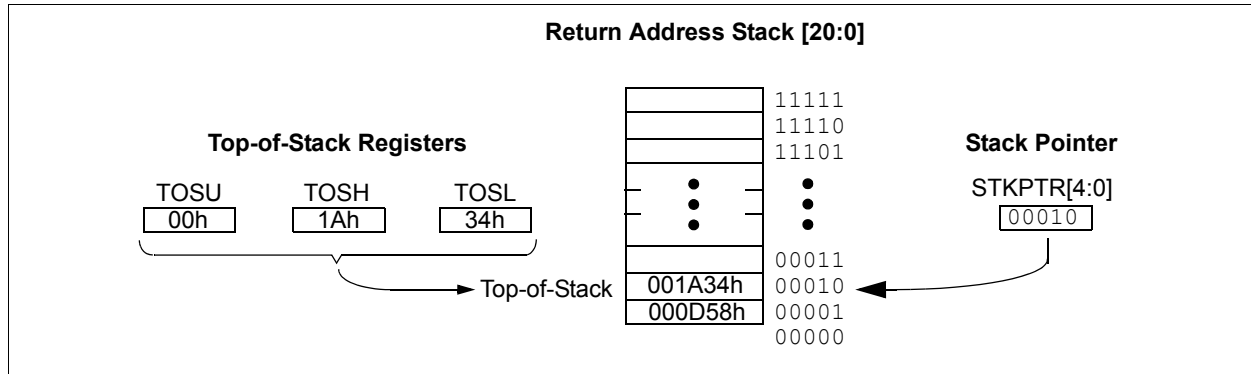 Return Address Stack [20:0]
11111
11110
11101
Top-of-Stack Registers
Stack Pointer
TOSU TOSH TOSL
00h 1Ah 34h
STKPTR[4:0]
00010
00011
Top-of-Stack 001A34h 00010
000D58h 00001
00000